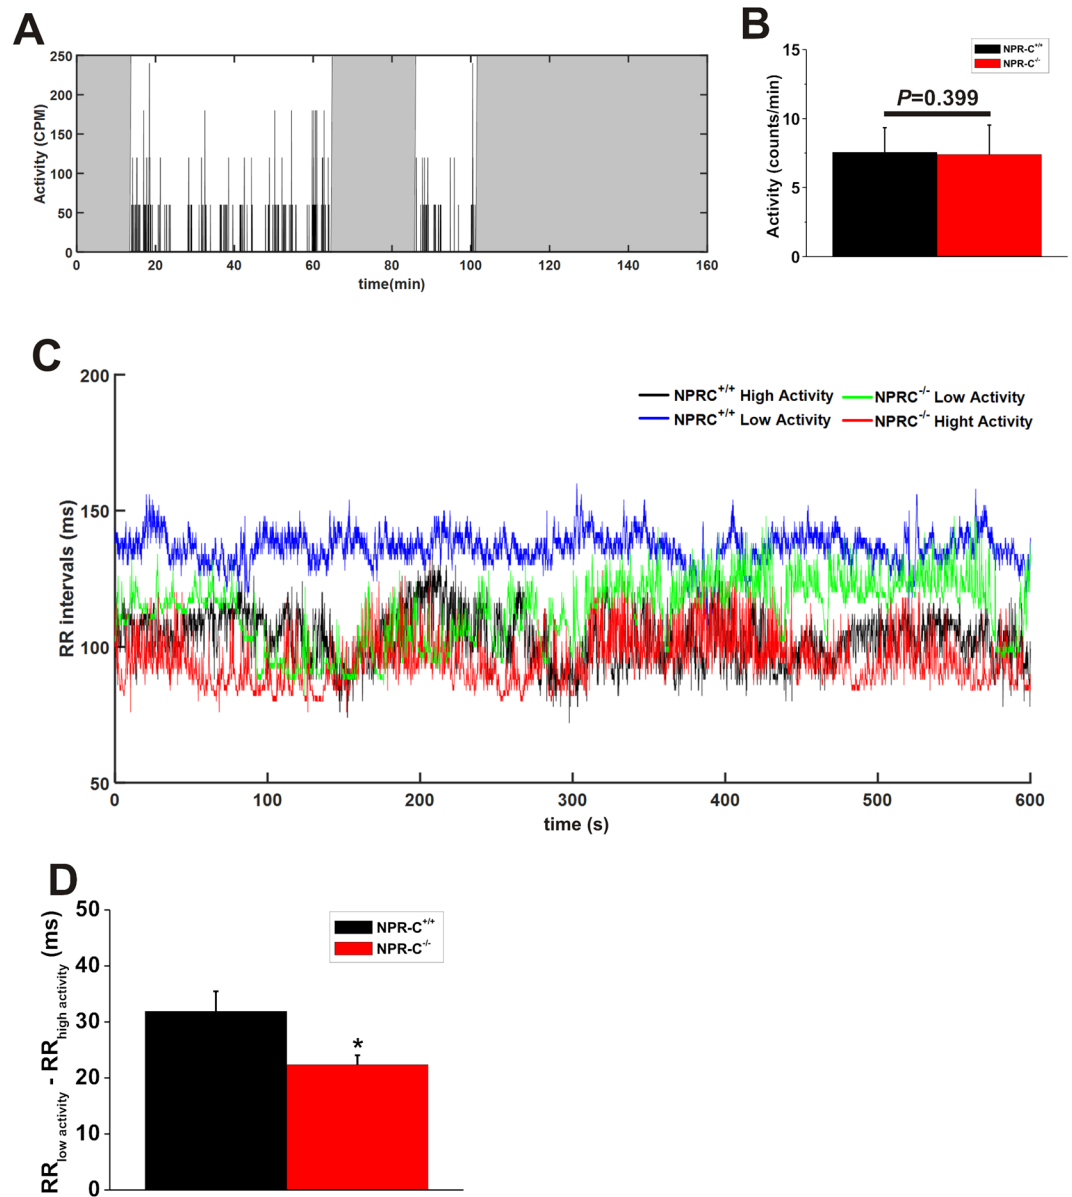 A
Activity (CPM)
250
200
150
100
50
0
0 20 40 60 80 100 120 140 160
time(min)
B
NPR-C+/+
NPR-C-/-
Activity (counts/min)
15
10
5
0
P=0.399
C
RR intervals (ms)
200
150
100
50
NPRC+/+ High Activity
NPRC-/- Low Activity
NPRC+/+ Low Activity
NPRC-/- Hight Activity
0 100 200 300 400 500 600
time (s)
D
RRlow activity - RRhigh activity (ms)
50
40
30
20
10
0
NPR-C+/+
NPR-C-/-
*